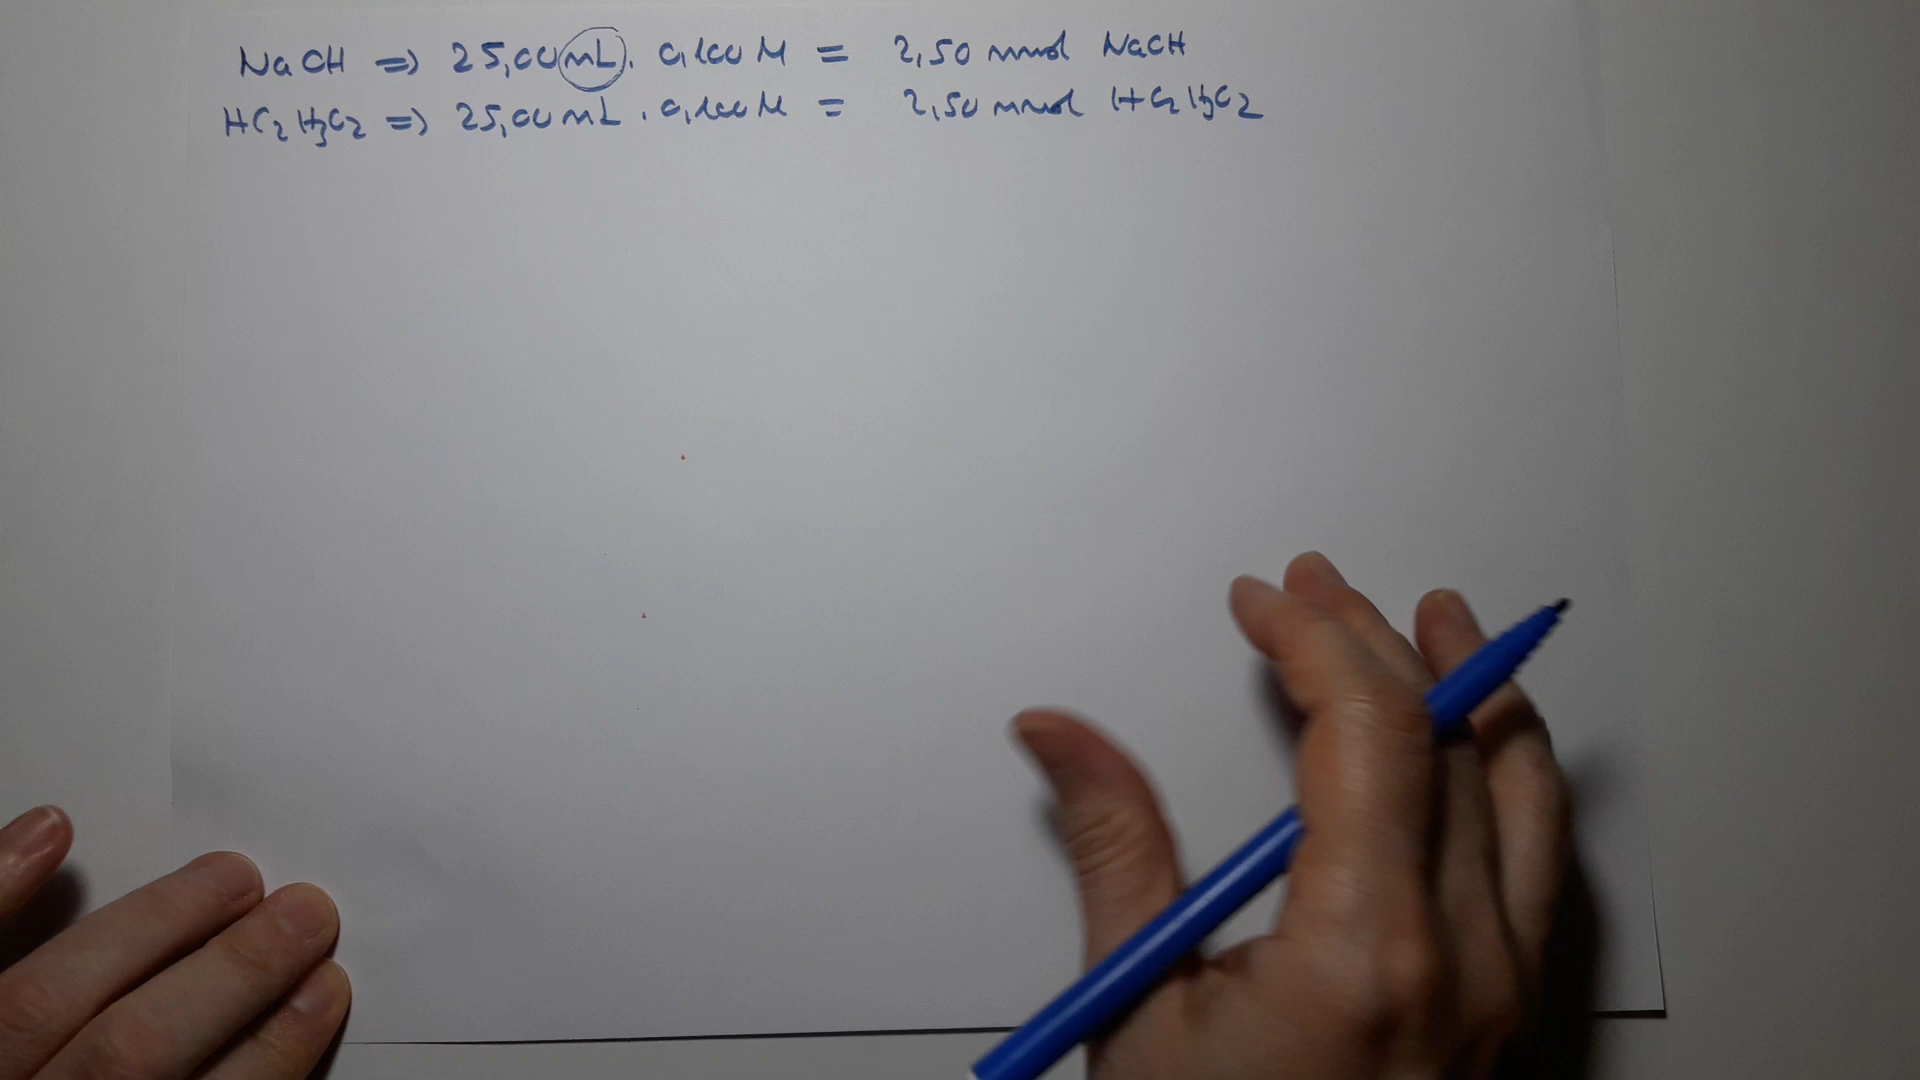 NaOH => 25,00 mL . 0,100 M = 2,50 mmol NaOH
HC2H3O2 => 25,00 mL . 0,100 M = 2,50 mmol HC2H3O2